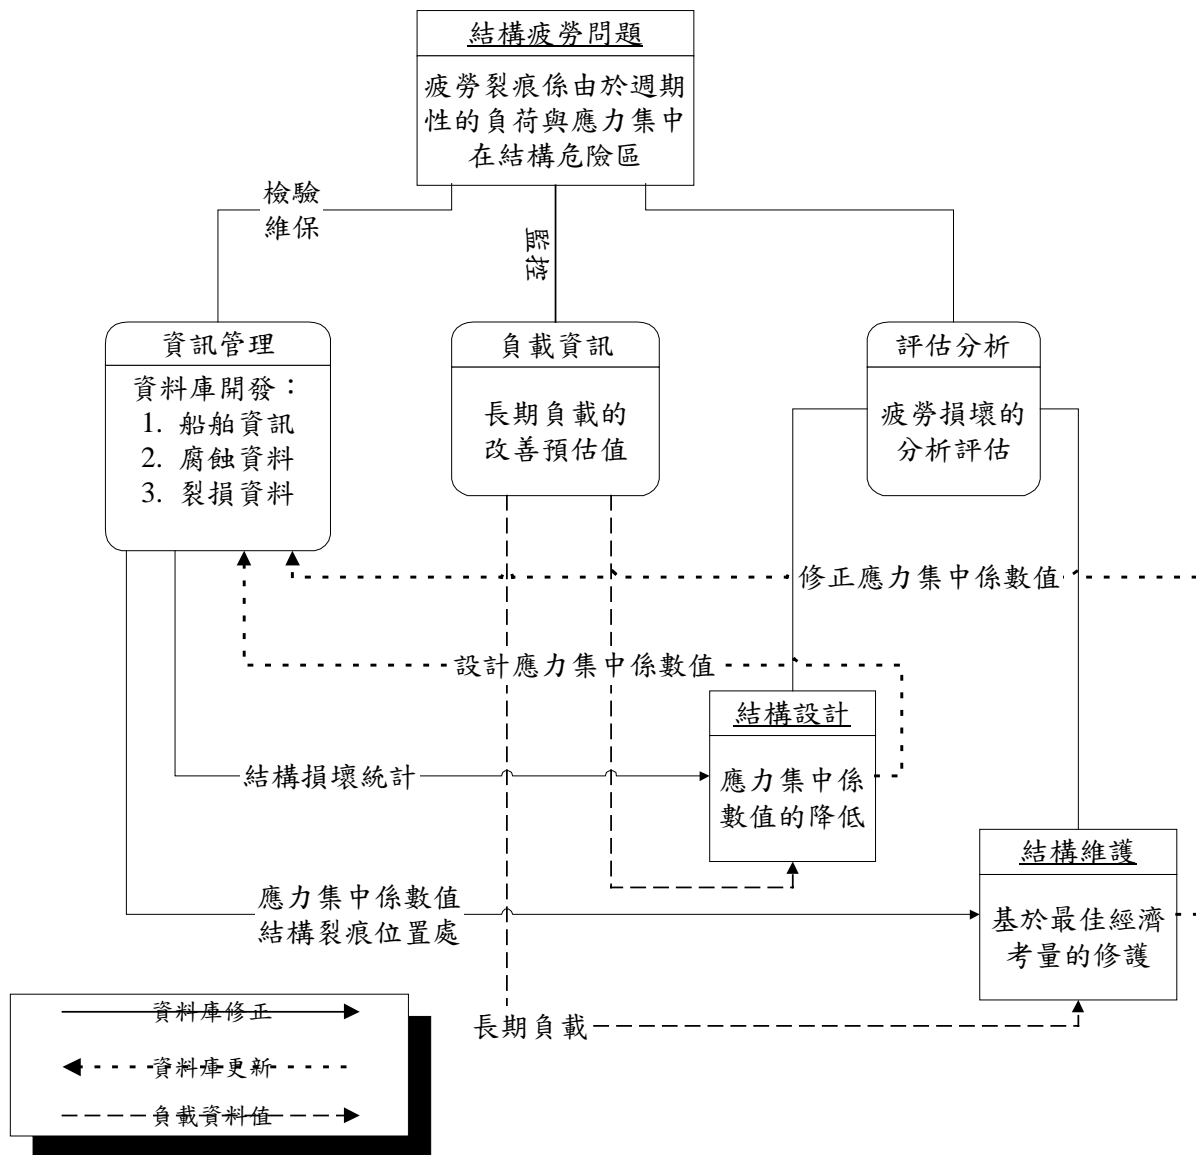 結構疲勞問題
疲勞裂痕係由於週期
性的負荷與應力集中
在結構危險區
檢驗
維保
監控
資訊管理
資料庫開發：
1. 船舶資訊
2. 腐蝕資料
3. 裂損資料
負載資訊
長期負載的
改善預估值
評估分析
疲勞損壞的
分析評估
修正應力集中係數值
設計應力集中係數值
結構設計
應力集中係
數值的降低
結構損壞統計
結構維護
基於最佳經濟
考量的修護
應力集中係數值
結構裂痕位置處
長期負載
資料庫修正
資料庫更新
負載資料值